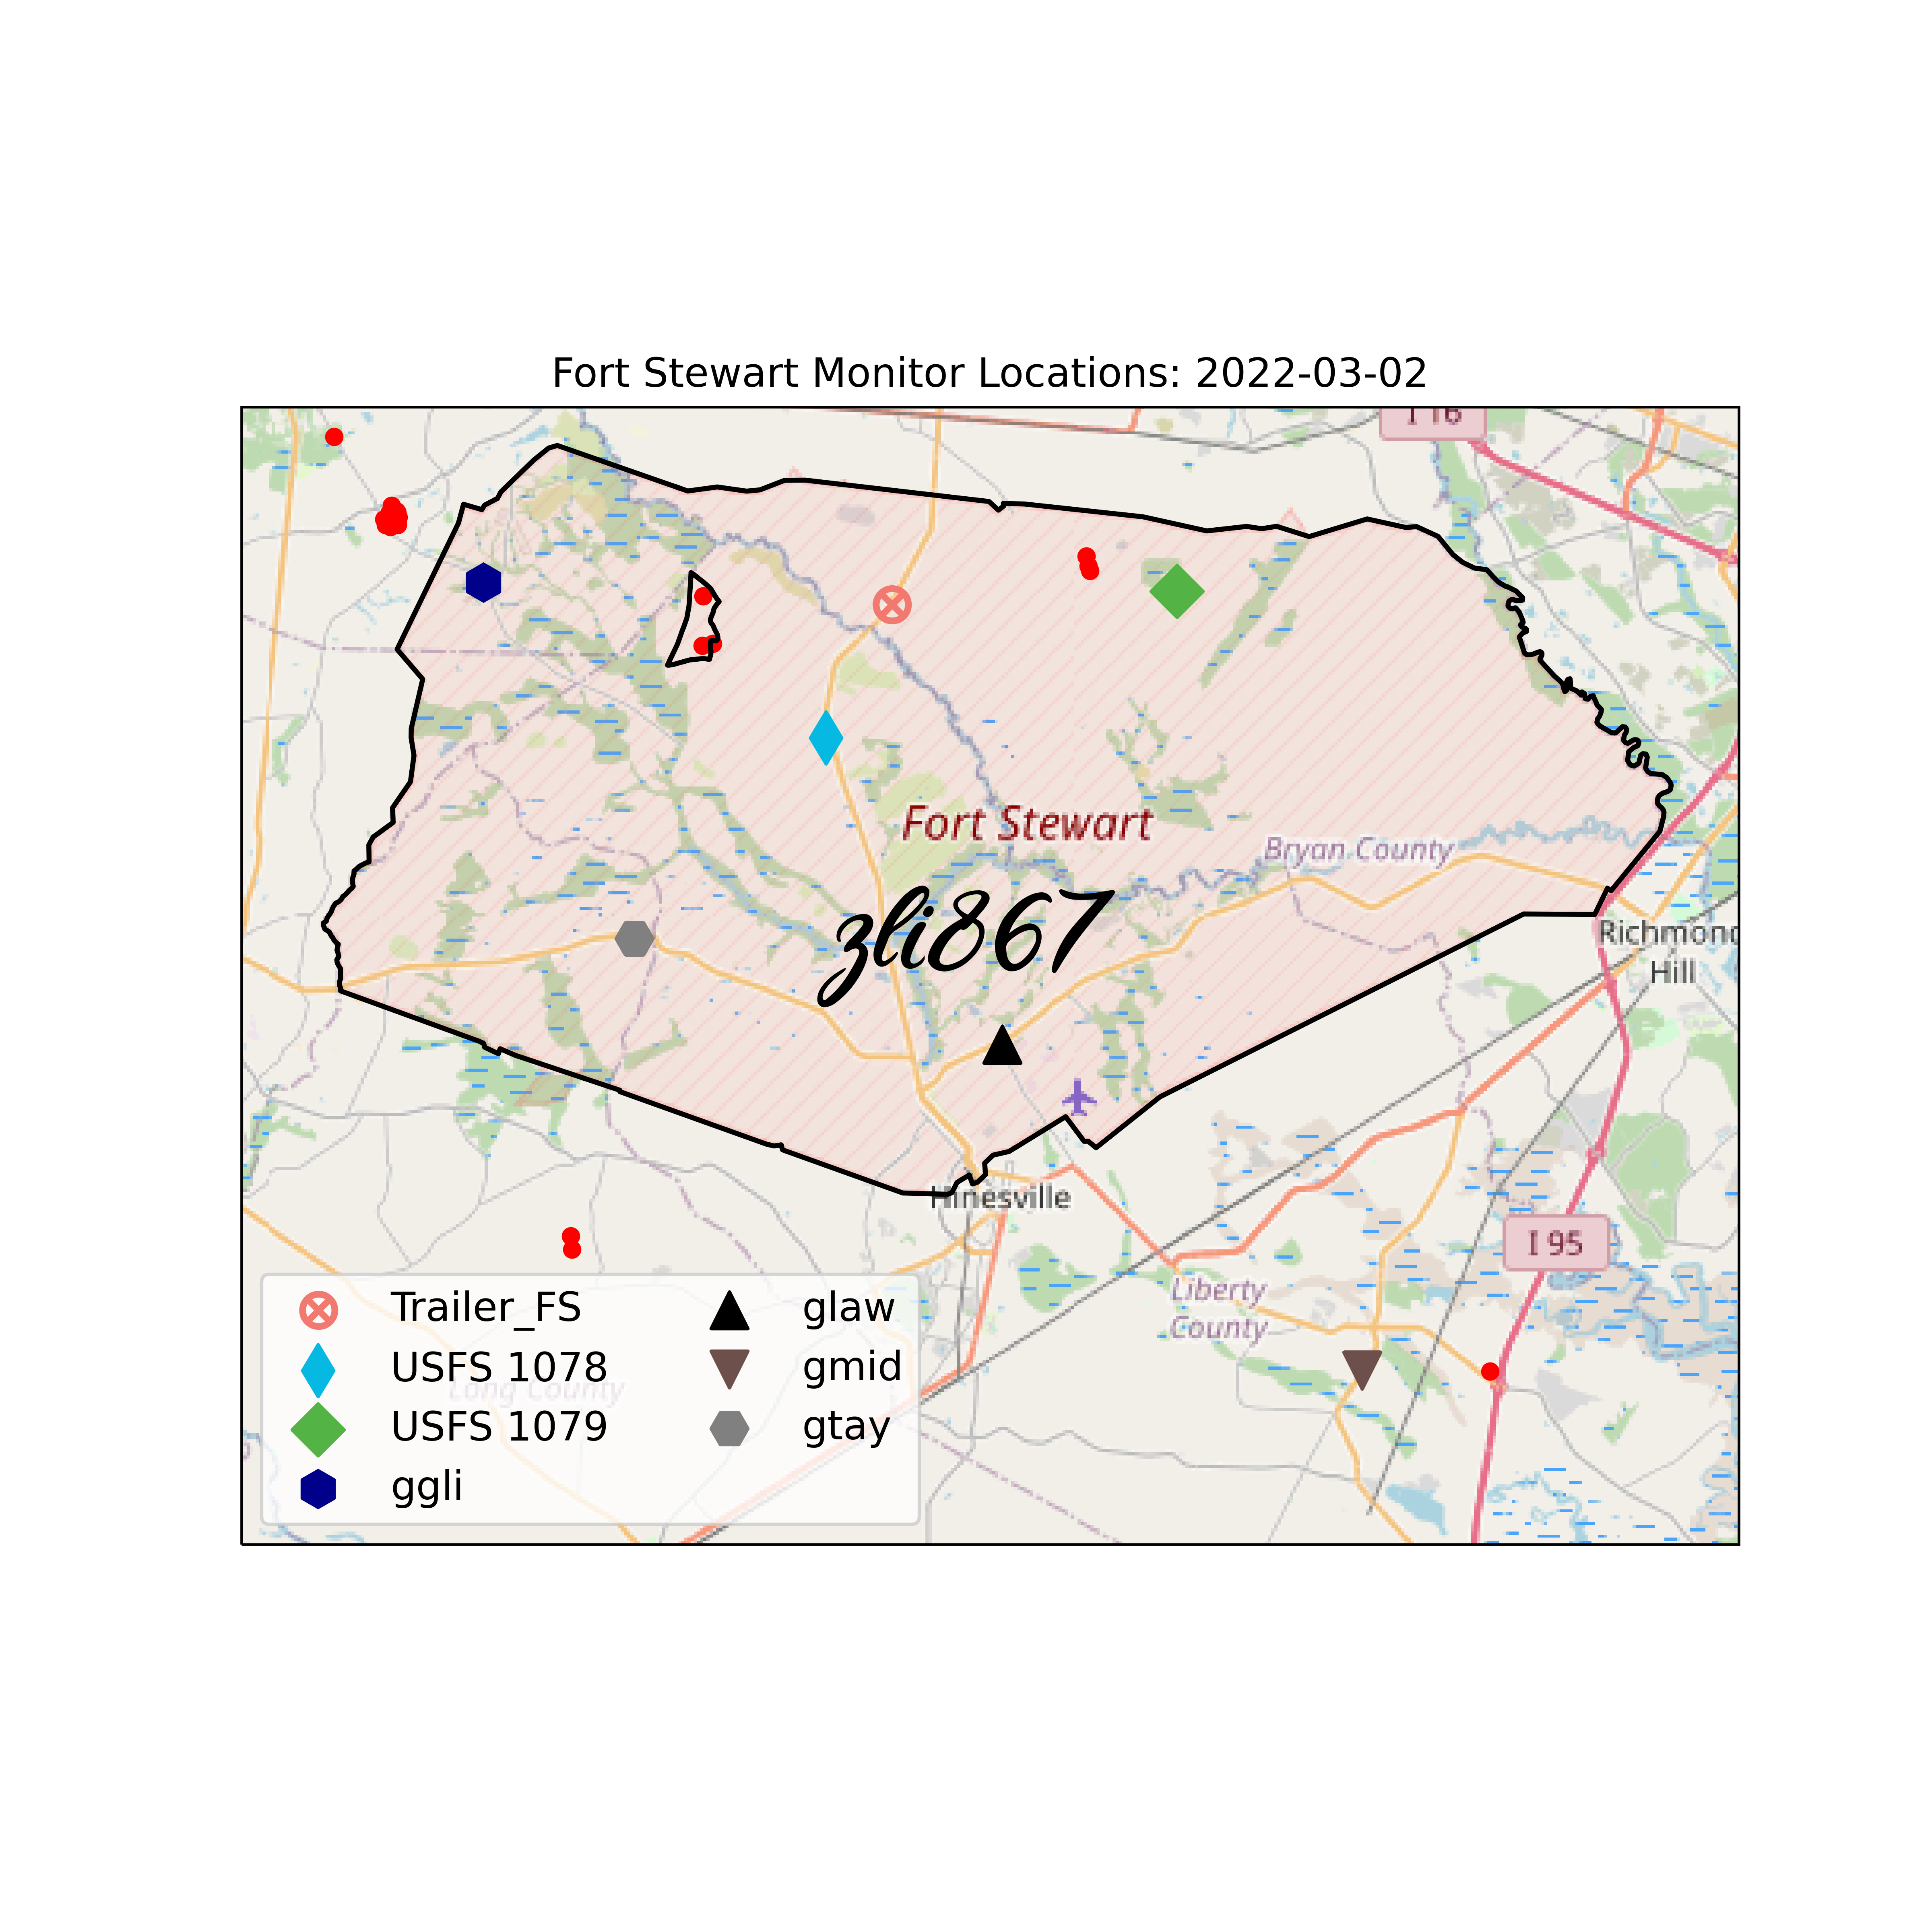 Fort Stewart Monitor Locations: 2022-03-02
I 16
Fort Stewart
Bryan County
zli867
Richmond
Hill
Hinesville
I 95
Liberty
County
Long County
Trailer_FS
USFS 1078
USFS 1079
ggli
glaw
gmid
gtay